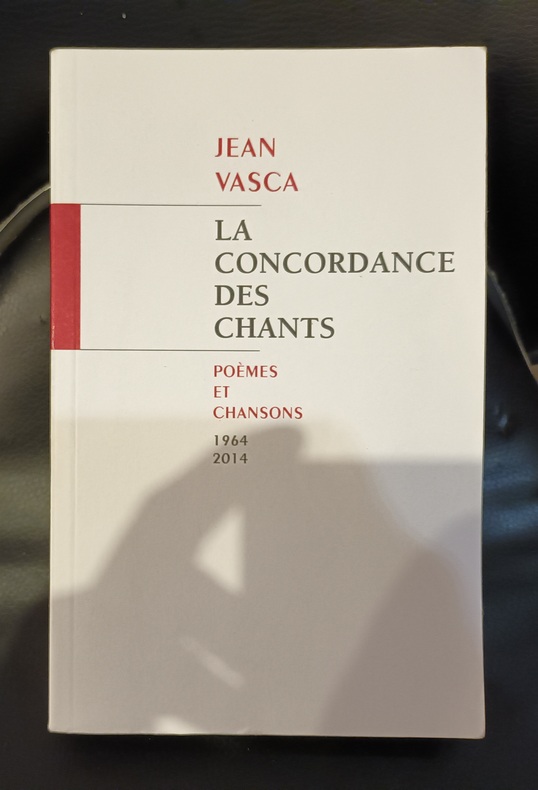 JEAN
VASCA
LA
CONCORDANCE
DES
CHANTS
POÈMES
ET
CHANSONS
1964
2014